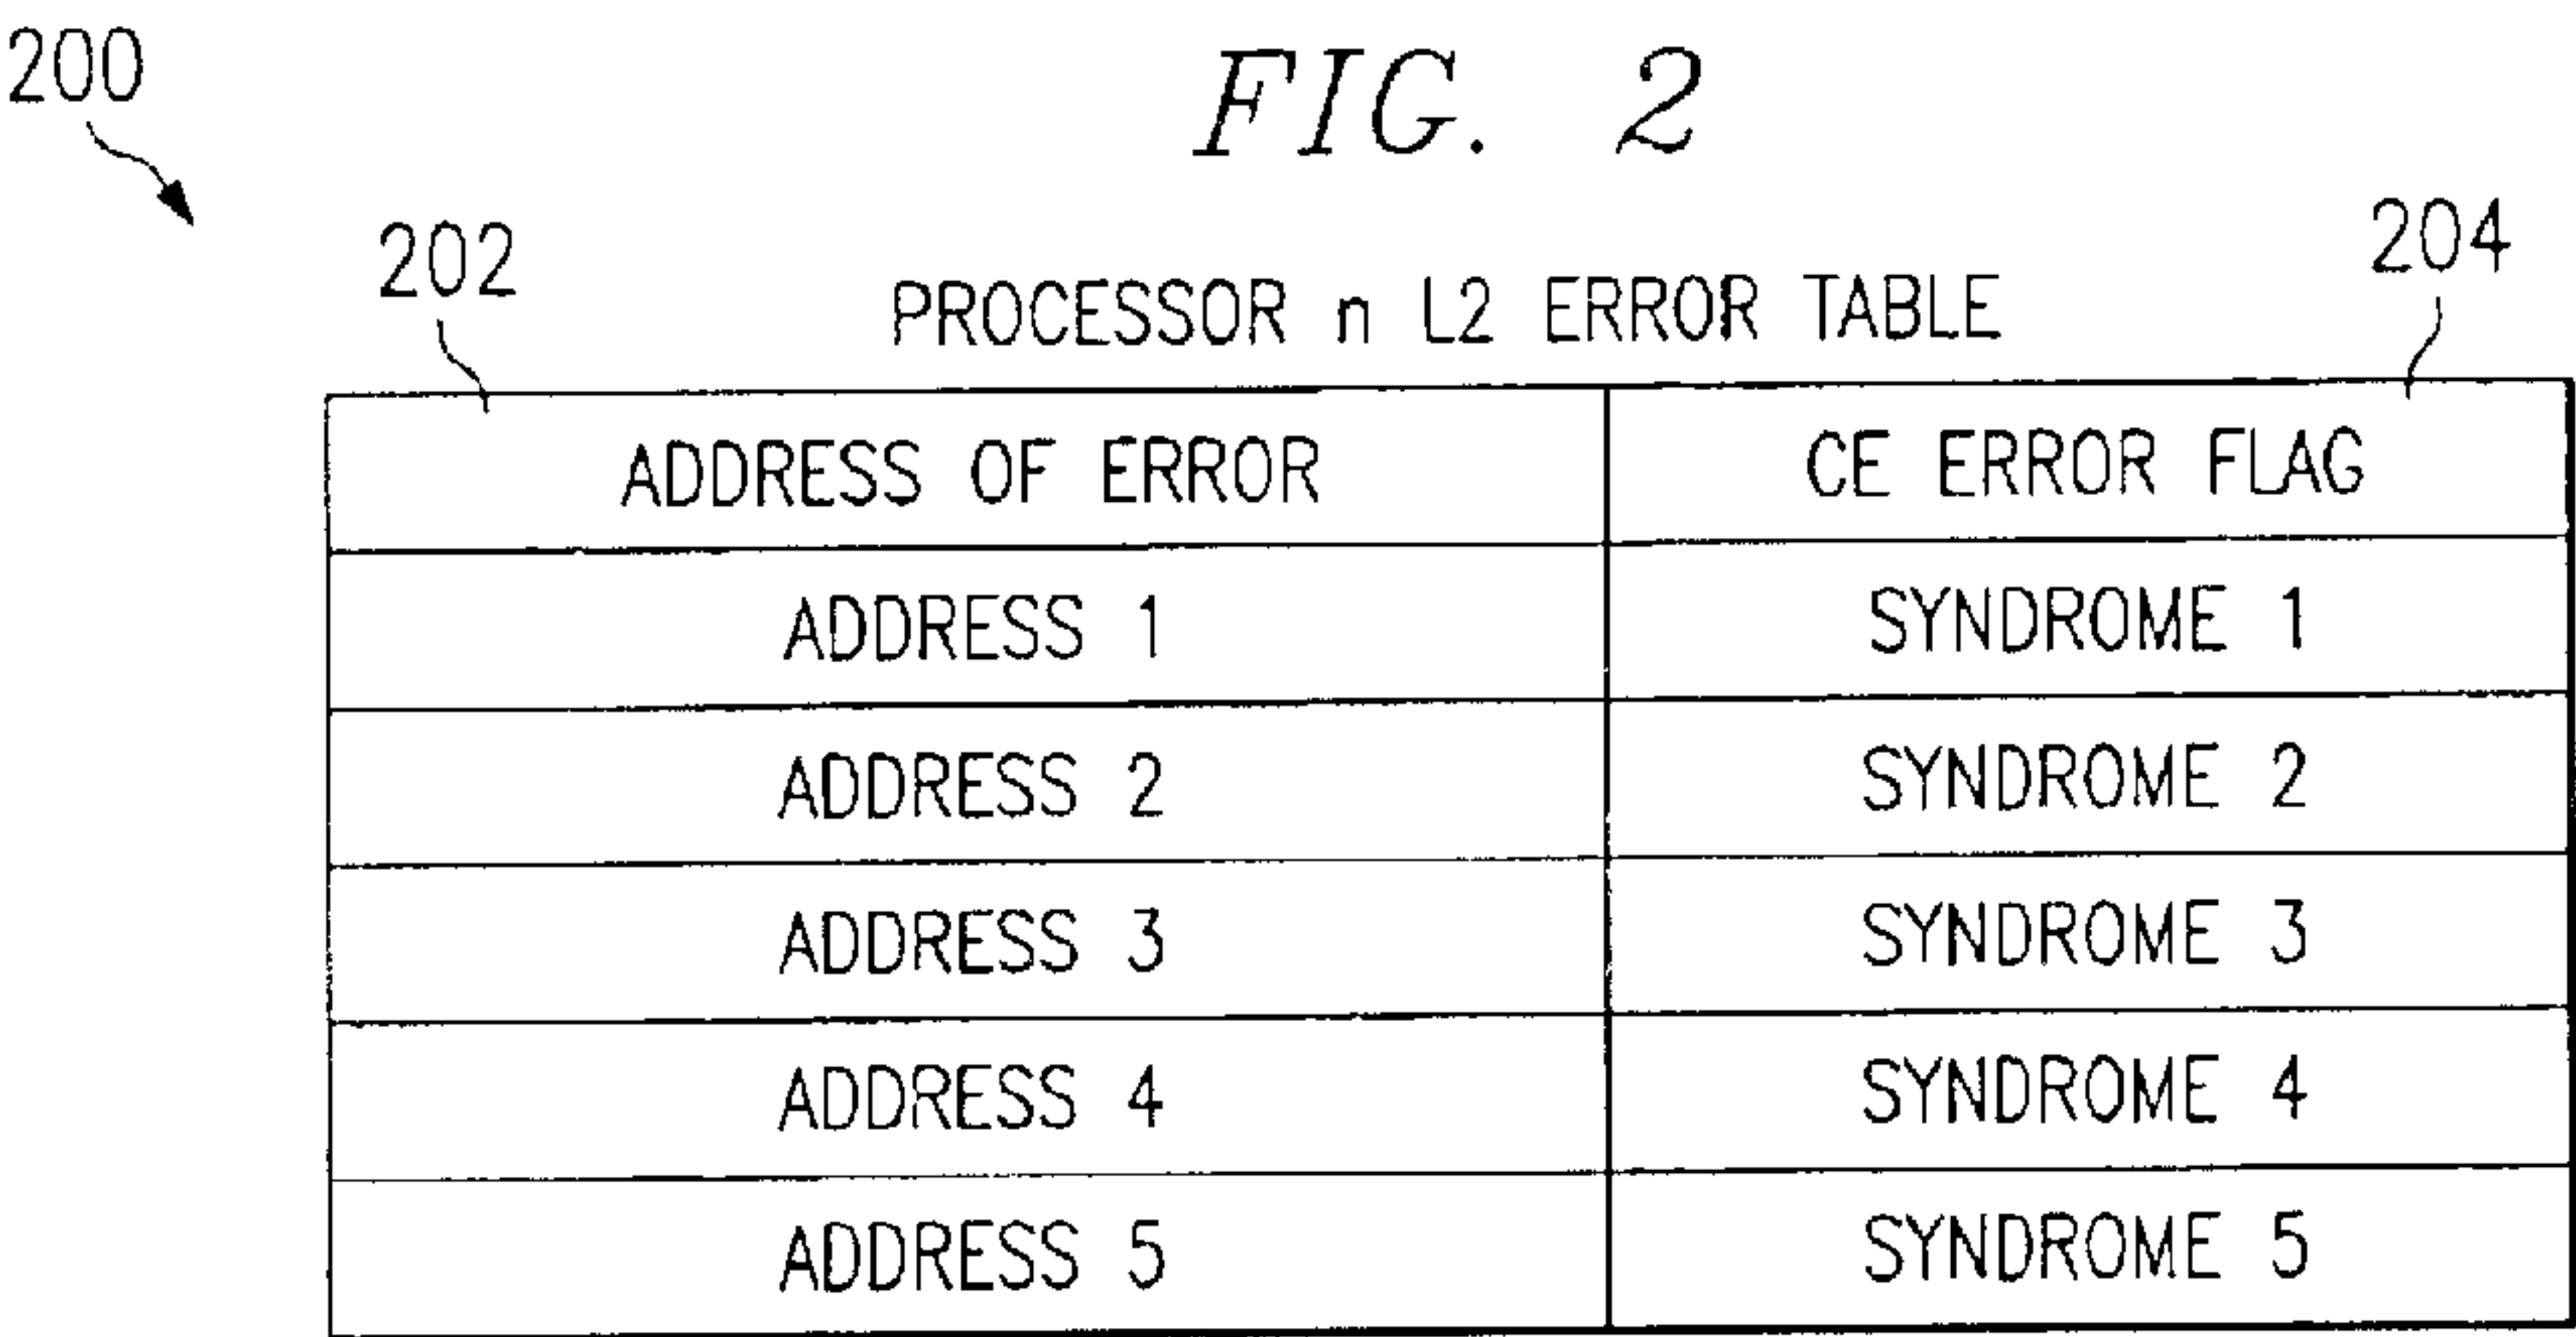 200
FIG. 2
202
204
PROCESSOR n L2 ERROR TABLE
ADDRESS OF ERROR CE ERROR FLAG
ADDRESS 1 SYNDROME 1
ADDRESS 2 SYNDROME 2
ADDRESS 3 SYNDROME 3
ADDRESS 4 SYNDROME 4
ADDRESS 5 SYNDROME 5